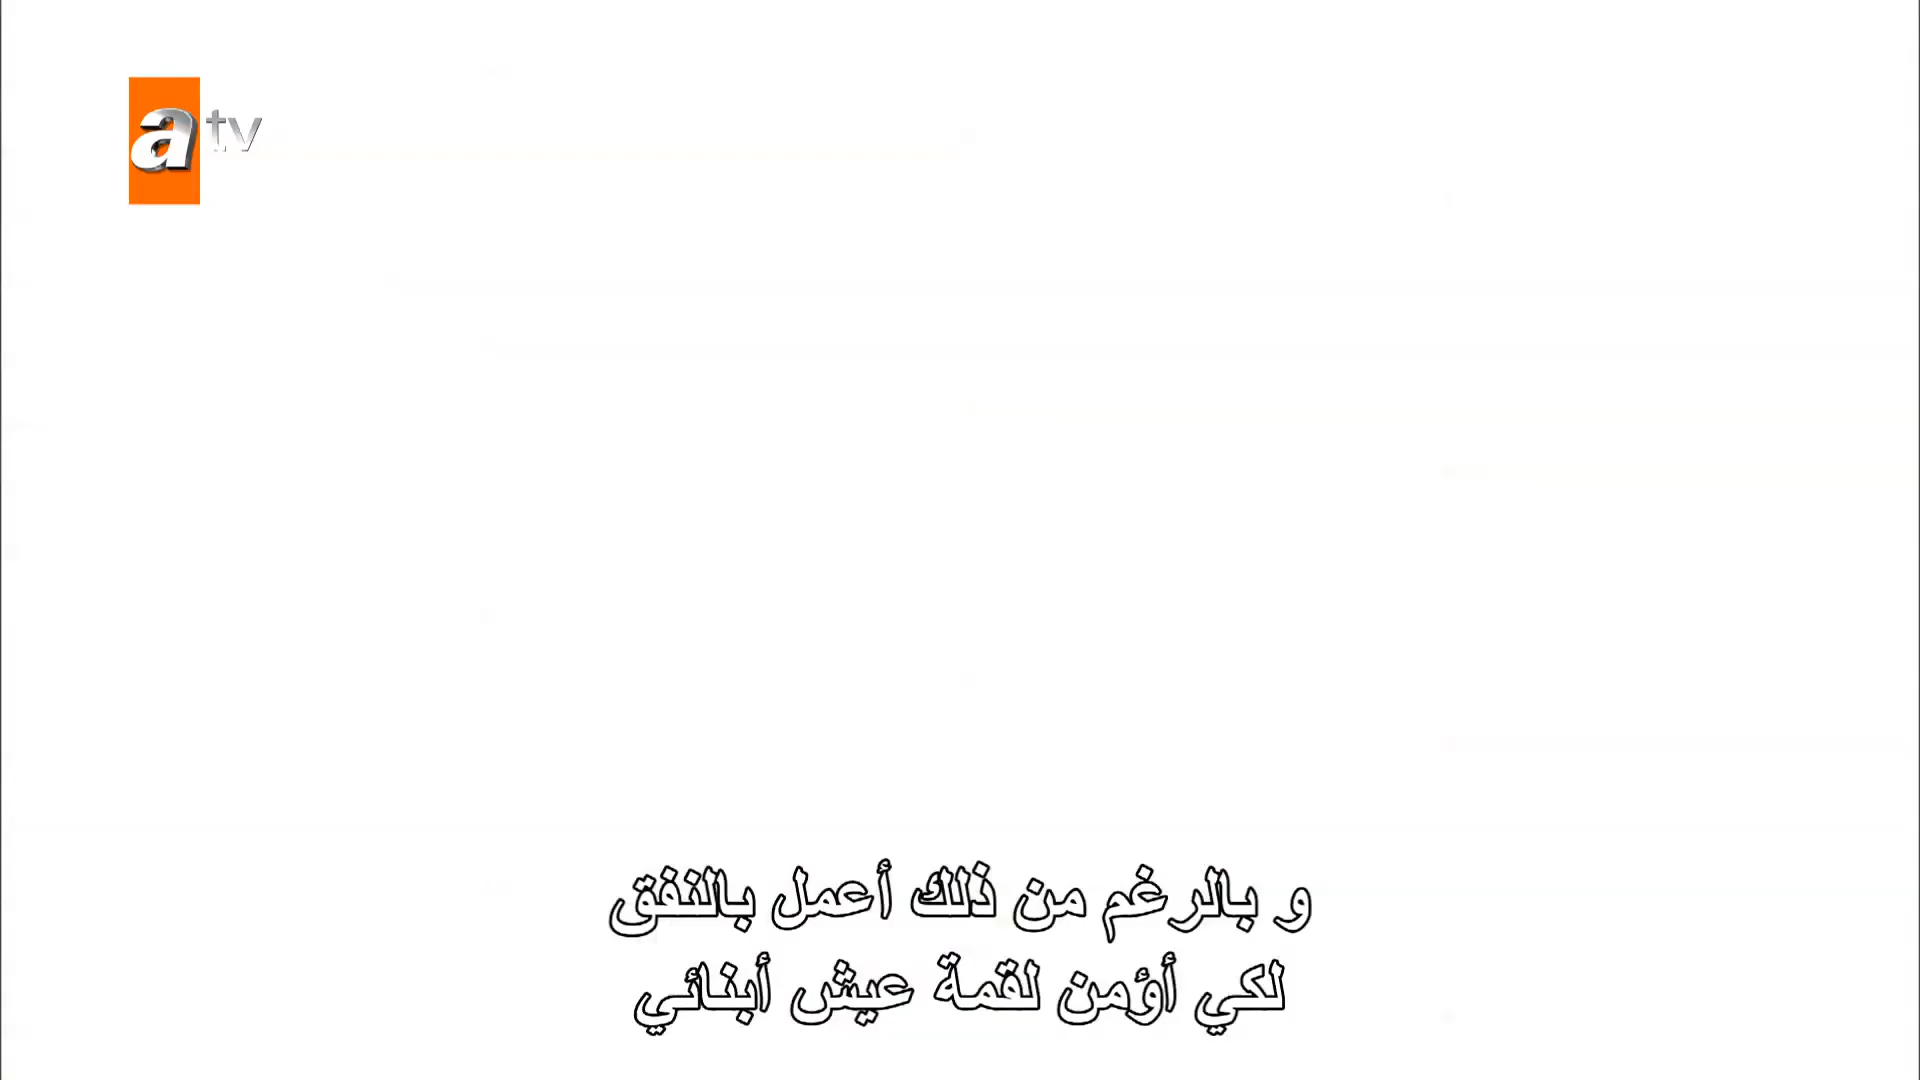 atv
و بالرغم من ذلك أعمل بالنفق
لكي أؤمن لقمة عيش أبنائي